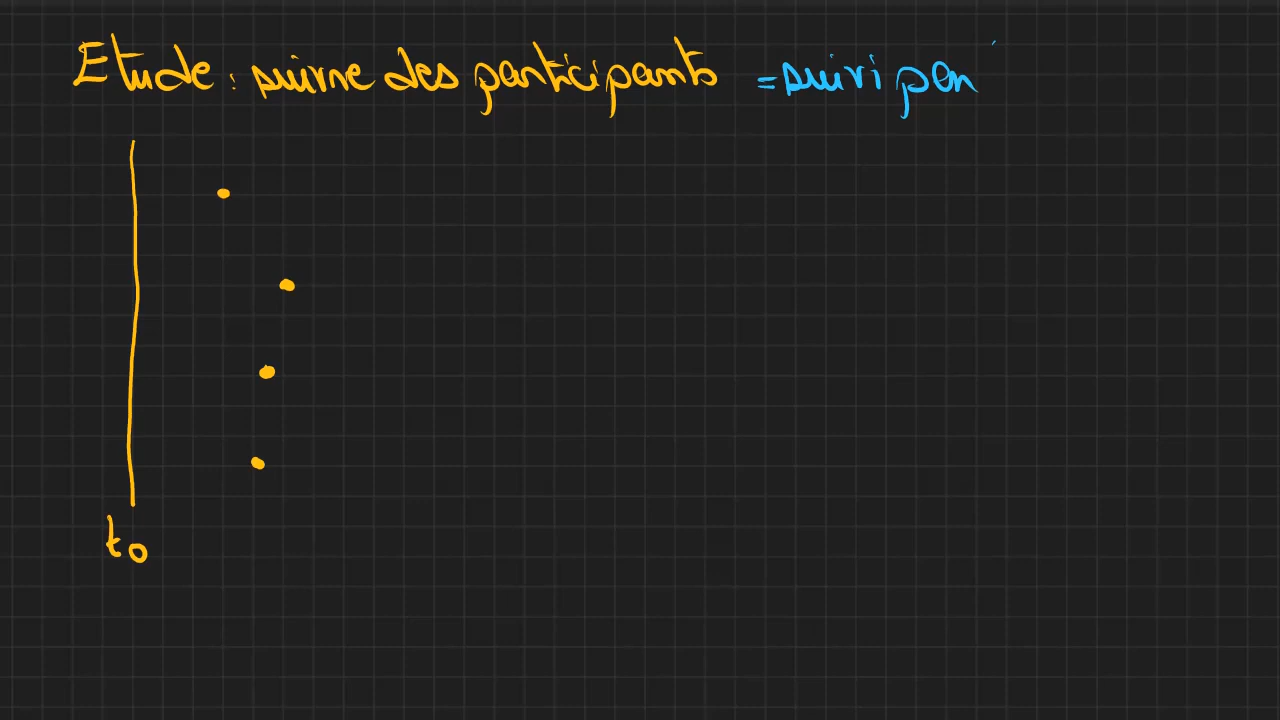 Etude : suivre des participants = suivi pen
t0